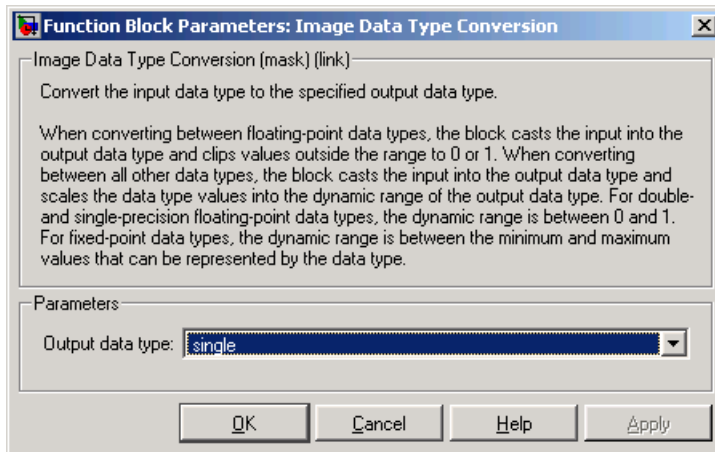 Function Block Parameters: Image Data Type Conversion
Image Data Type Conversion (mask) (link)
Convert the input data type to the specified output data type.
When converting between floating-point data types, the block casts the input into the
output data type and clips values outside the range to 0 or 1. When converting
between all other data types, the block casts the input into the output data type and
scales the data type values into the dynamic range of the output data type. For double-
and single-precision floating-point data types, the dynamic range is between 0 and 1.
For fixed-point data types, the dynamic range is between the minimum and maximum
values that can be represented by the data type.
Parameters
Output data type: single
OK Cancel Help Apply